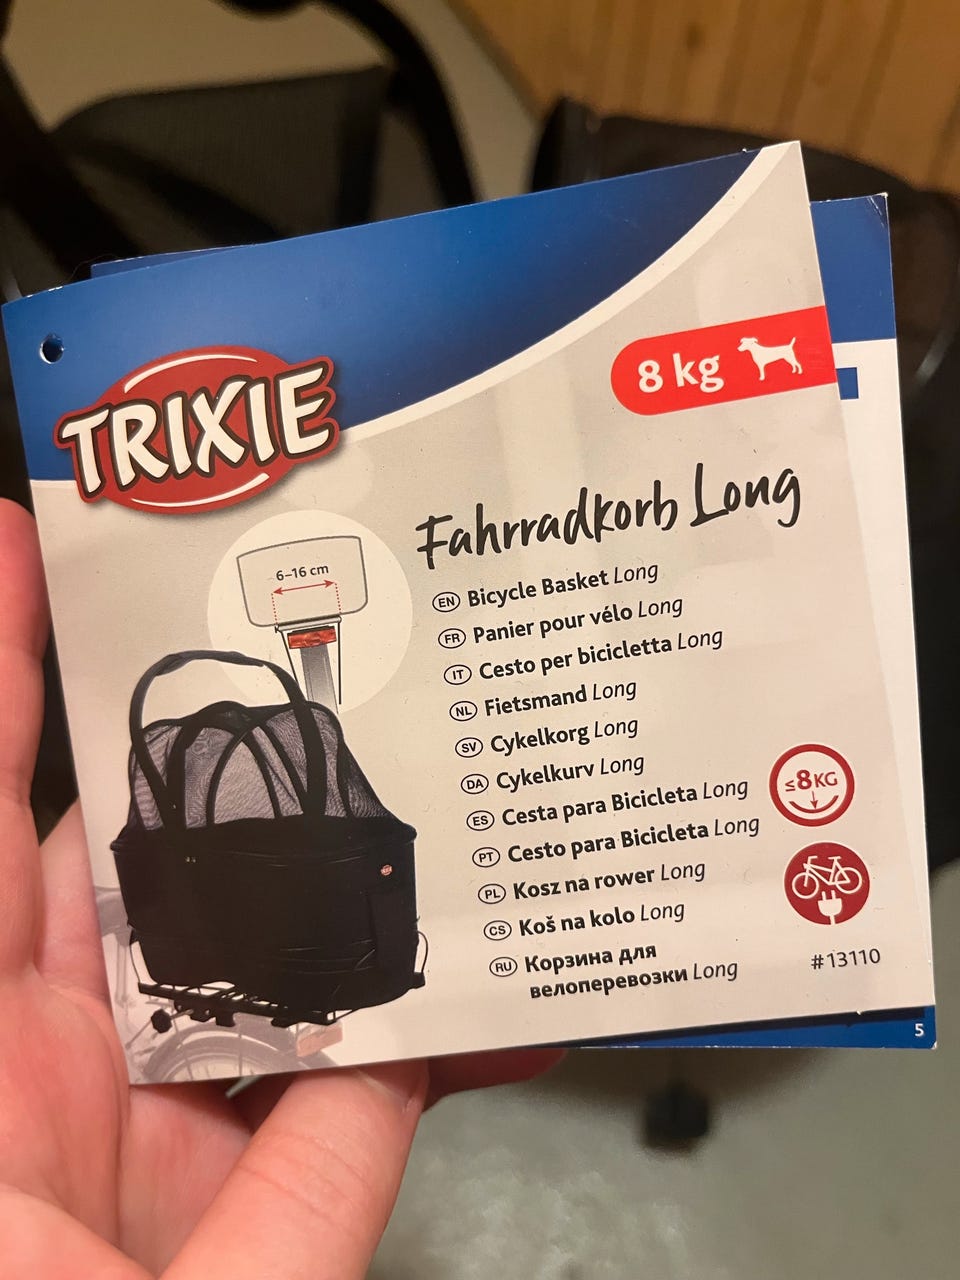 TRIXIE
8 kg
Fahrradkorb Long
6–16 cm
EN Bicycle Basket Long
FR Panier pour vélo Long
IT Cesto per bicicletta Long
NL Fietsmand Long
SV Cykelkorg Long
DA Cykelkurv Long
ES Cesta para Bicicleta Long
PT Cesto para Bicicleta Long
PL Kosz na rower Long
CS Koš na kolo Long
RU Корзина для
велоперевозки Long
≤8KG
#13110
5